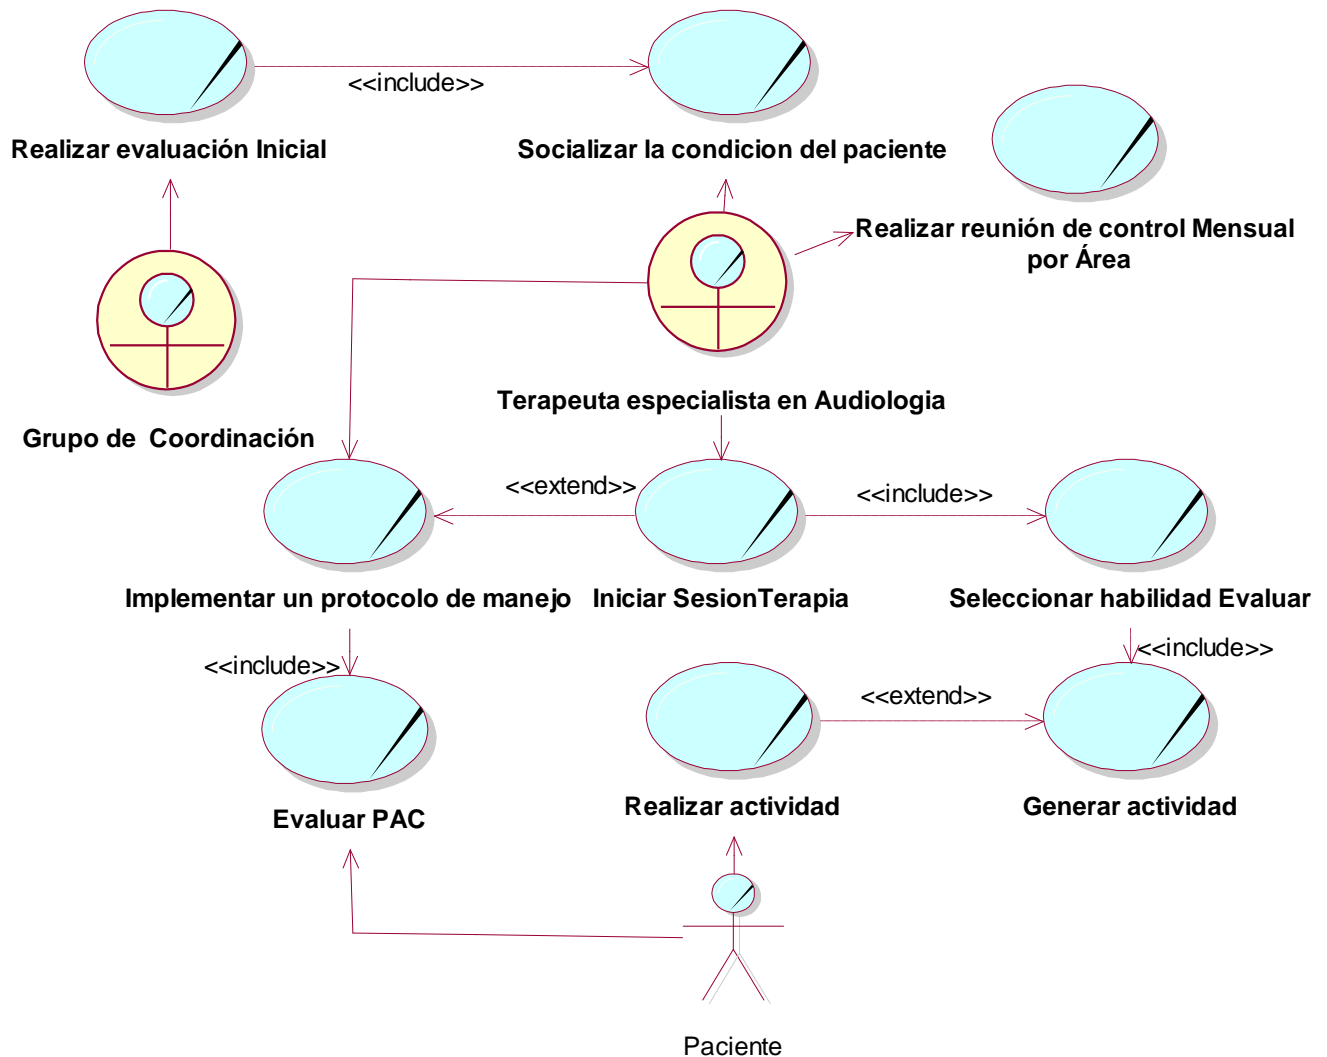 <<include>>
Realizar evaluación Inicial
Socializar la condicion del paciente
Realizar reunión de control Mensual
por Área
Terapeuta especialista en Audiologia
Grupo de  Coordinación
<<extend>>
<<include>>
Implementar un protocolo de manejo
Iniciar SesionTerapia
Seleccionar habilidad Evaluar
<<include>>
<<include>>
<<extend>>
Evaluar PAC
Realizar actividad
Generar actividad
Paciente